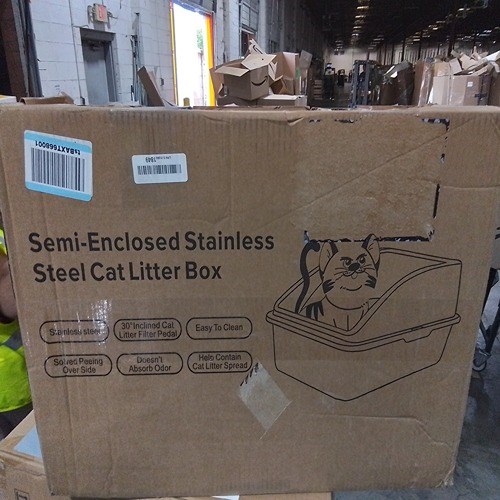 tsBAXT668001
Semi-Enclosed Stainless
Steel Cat Litter Box
Stainless steel
30°Inclined Cat
Litter Filter Pedal
Easy To Clean
Solved Peeing
Over Side
Doesn't
Absorb Odor
Help Contain
Cat Litter Spread